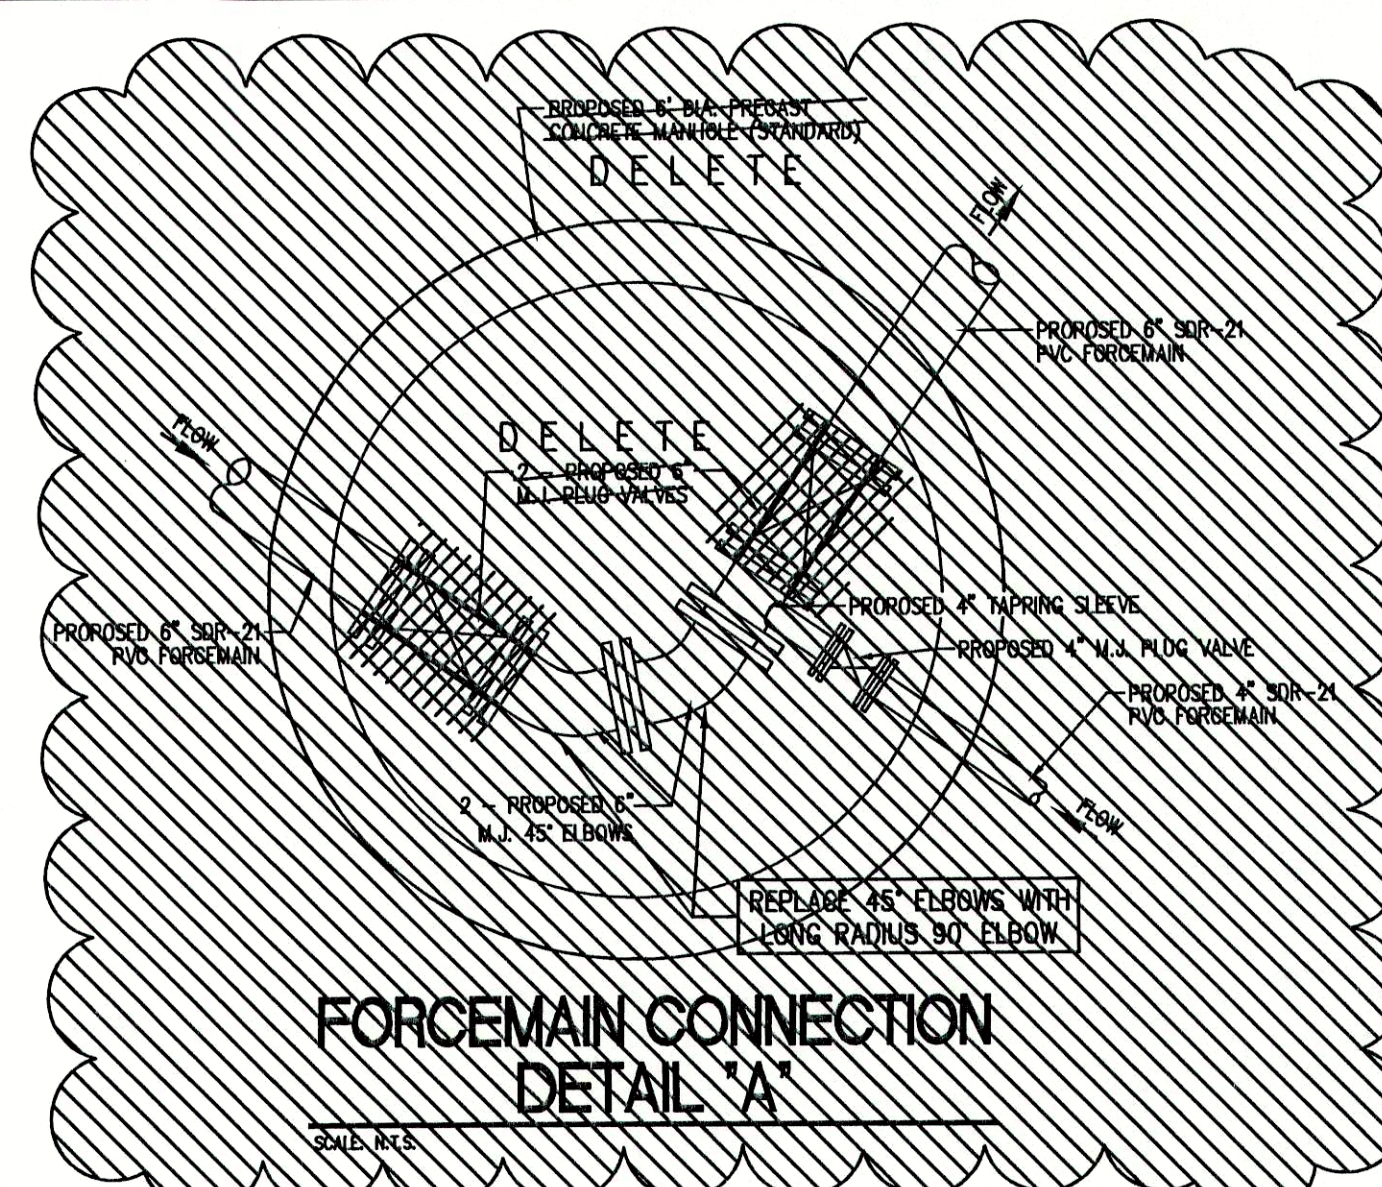 PROPOSED 6' DIA. PRECAST
CONCRETE MANHOLE (STANDARD)
DELETE
FLOW
PROPOSED 6" SDR-21
PVC FORCEMAIN
FLOW
DELETE
2 - PROPOSED 6"
M.J. PLUG VALVES
PROPOSED 6" SDR-21
PVC FORCEMAIN
PROPOSED 4" TAPRING SLEEVE
PROPOSED 4" M.J. PLUG VALVE
PROPOSED 4" SDR-21
PVC FORCEMAIN
2 - PROPOSED 6"
M.J. 45° ELBOWS
FLOW
REPLACE 45° ELBOWS WITH
LONG RADIUS 90° ELBOW
FORCEMAIN CONNECTION
DETAIL "A"
SCALE: N.T.S.